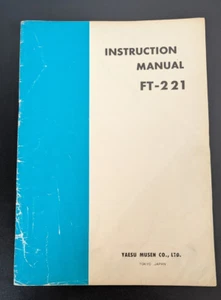 INSTRUCTION
MANUAL
FT-221
YAESU MUSEN CO., LTD.
TOKYO JAPAN